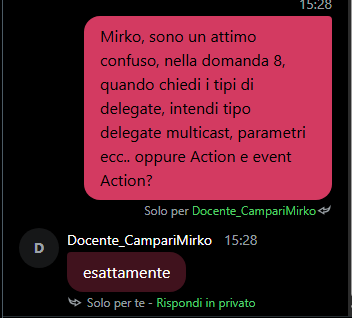 15:28
Mirko, sono un attimo
confuso, nella domanda 8,
quando chiedi i tipi di
delegate, intendi tipo
delegate multicast, parametri
ecc.. oppure Action e event
Action?
Solo per Docente_CampariMirko
D
Docente_CampariMirko 15:28
esattamente
Solo per te - Rispondi in privato